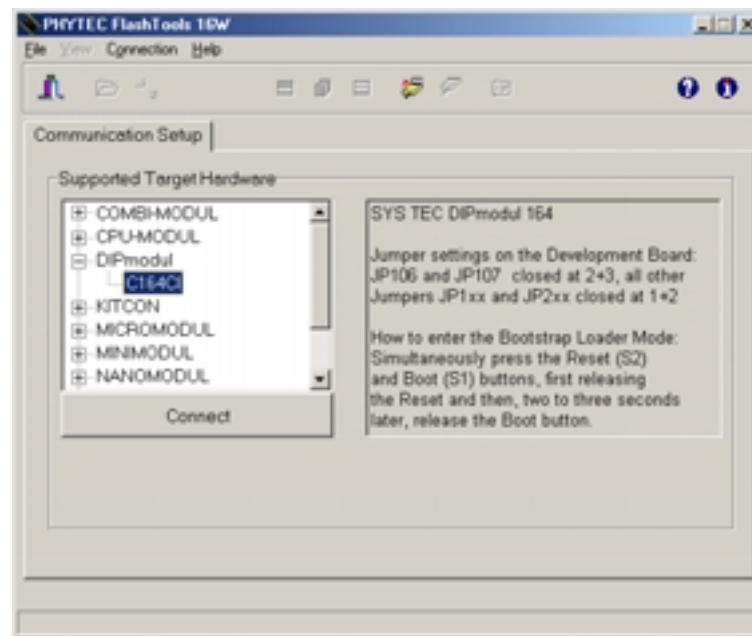 PHYTEC FlashTools 16W
File View Connection Help
Communication Setup
Supported Target Hardware
COMBI-MODUL
CPU-MODUL
DIPmodul
C164CI
KITCON
MICROMODUL
MINIMODUL
NANOMODUL
Connect
SYS TEC DIPmodul 164
Jumper settings on the Development Board:
JP106 and JP107 closed at 2+3, all other
Jumpers JP1xx and JP2xx closed at 1+2
How to enter the Bootstrap Loader Mode:
Simultaneously press the Reset (S2)
and Boot (S1) buttons, first releasing
the Reset and then, two to three seconds
later, release the Boot button.